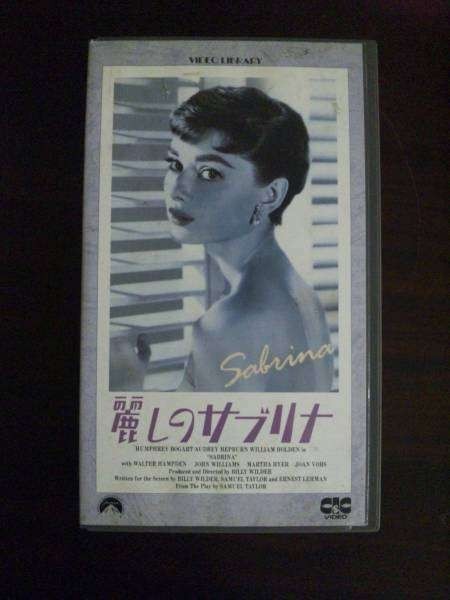 VIDEO LIBRARY
Sabrina
麗しのサブリナ
HUMPHREY BOGART AUDREY HEPBURN WILLIAM HOLDEN in
"SABRINA"
with WALTER HAMPDEN JOHN WILLIAMS MARTHA HYER JOAN VOHS
Produced and Directed by BILLY WILDER
Written for the Screen by BILLY WILDER, SAMUEL TAYLOR and ERNEST LEHMAN
From The Play by SAMUEL TAYLOR
CIC
VIDEO